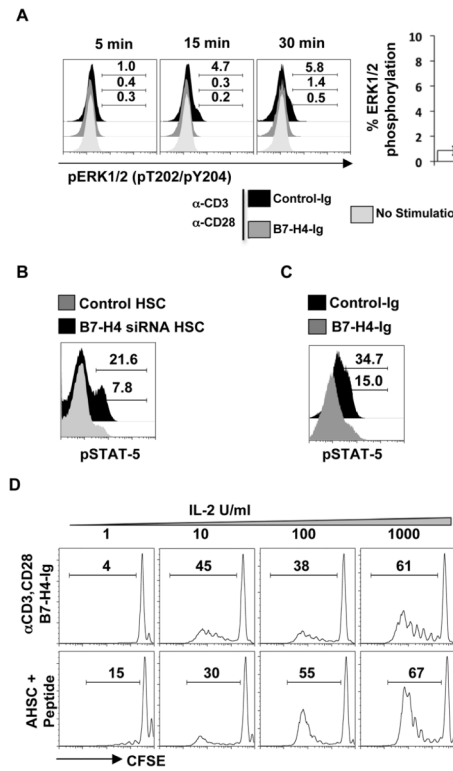 A
5 min 15 min 30 min
1.0 4.7 5.8
0.4 0.3 1.4
0.3 0.2 0.5
pERK1/2 (pT202/pY204)
% ERK1/2
phosphorylation
10
8
6
4
2
0
α-CD3
α-CD28
Control-Ig
B7-H4-Ig
No Stimulatio
B
Control HSC
B7-H4 siRNA HSC
21.6
7.8
pSTAT-5
C
Control-Ig
B7-H4-Ig
34.7
15.0
pSTAT-5
D
IL-2 U/ml
1 10 100 1000
αCD3,CD28
B7-H4-Ig
4 45 38 61
AHSC +
Peptide
15 30 55 67
CFSE